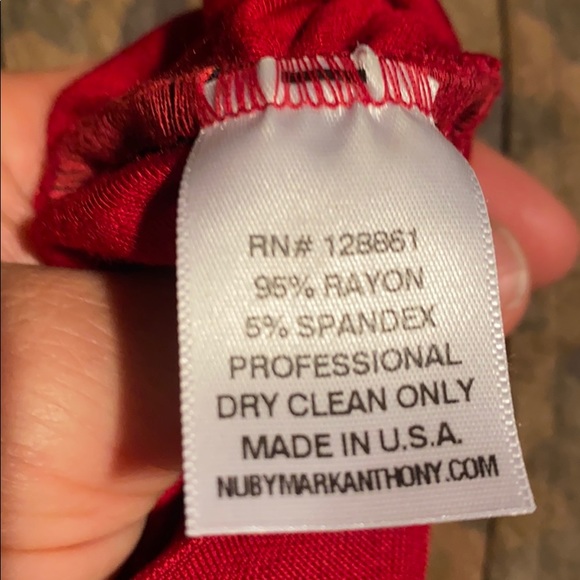 RN# 128861
95% RAYON
5% SPANDEX
PROFESSIONAL
DRY CLEAN ONLY
MADE IN U.S.A.
NUBYMARKANTHONY.COM